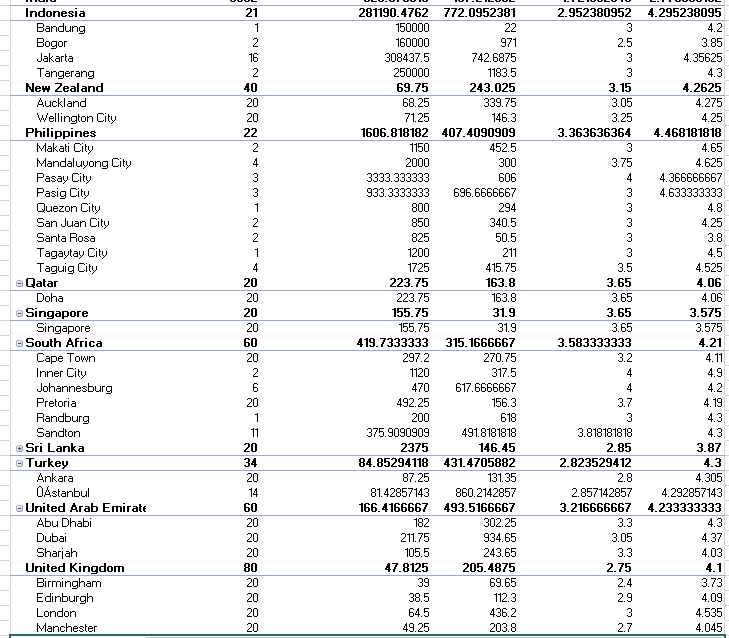 Indonesia 21 281190.4762 772.0952381 2.952380952 4.295238095
Bandung 1 150000 22 3 4.2
Bogor 2 160000 971 2.5 3.85
Jakarta 16 308437.5 742.6875 3 4.35625
Tangerang 2 250000 1183.5 3 4.3
New Zealand 40 69.75 243.025 3.15 4.2625
Auckland 20 68.25 339.75 3.05 4.275
Wellington City 20 71.25 146.3 3.25 4.25
Philippines 22 1606.818182 407.4090909 3.363636364 4.468181818
Makati City 2 1150 452.5 3 4.65
Mandaluyong City 4 2000 300 3.75 4.625
Pasay City 3 3333.333333 606 4 4.366666667
Pasig City 3 933.3333333 696.6666667 3 4.633333333
Quezon City 1 800 294 3 4.8
San Juan City 2 850 340.5 3 4.25
Santa Rosa 2 825 50.5 3 3.8
Tagaytay City 1 1200 211 3 4.5
Taguig City 4 1725 415.75 3.5 4.525
Qatar 20 223.75 163.8 3.65 4.06
Doha 20 223.75 163.8 3.65 4.06
Singapore 20 155.75 31.9 3.65 3.575
Singapore 20 155.75 31.9 3.65 3.575
South Africa 60 419.7333333 315.1666667 3.583333333 4.21
Cape Town 20 297.2 270.75 3.2 4.11
Inner City 2 1120 317.5 4 4.9
Johannesburg 6 470 617.6666667 4 4.2
Pretoria 20 492.25 156.3 3.7 4.19
Randburg 1 200 618 3 4.3
Sandton 11 375.9090909 491.8181818 3.818181818 4.3
Sri Lanka 20 2375 146.45 2.85 3.87
Turkey 34 84.85294118 431.4705882 2.823529412 4.3
Ankara 20 87.25 131.35 2.8 4.305
ÛÁstanbul 14 81.42857143 860.2142857 2.857142857 4.292857143
United Arab Emirate 60 166.4166667 493.5166667 3.216666667 4.233333333
Abu Dhabi 20 182 302.25 3.3 4.3
Dubai 20 211.75 934.65 3.05 4.37
Sharjah 20 105.5 243.65 3.3 4.03
United Kingdom 80 47.8125 205.4875 2.75 4.1
Birmingham 20 39 69.65 2.4 3.73
Edinburgh 20 38.5 112.3 2.9 4.09
London 20 64.5 436.2 3 4.535
Manchester 20 49.25 203.8 2.7 4.045